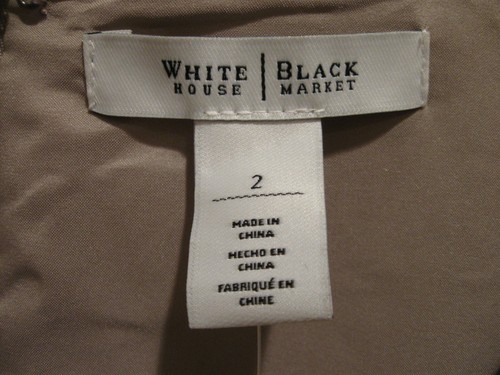 WHITE | BLACK
HOUSE | MARKET
2
MADE IN
CHINA
HECHO EN
CHINA
FABRIQUÉ EN
CHINE